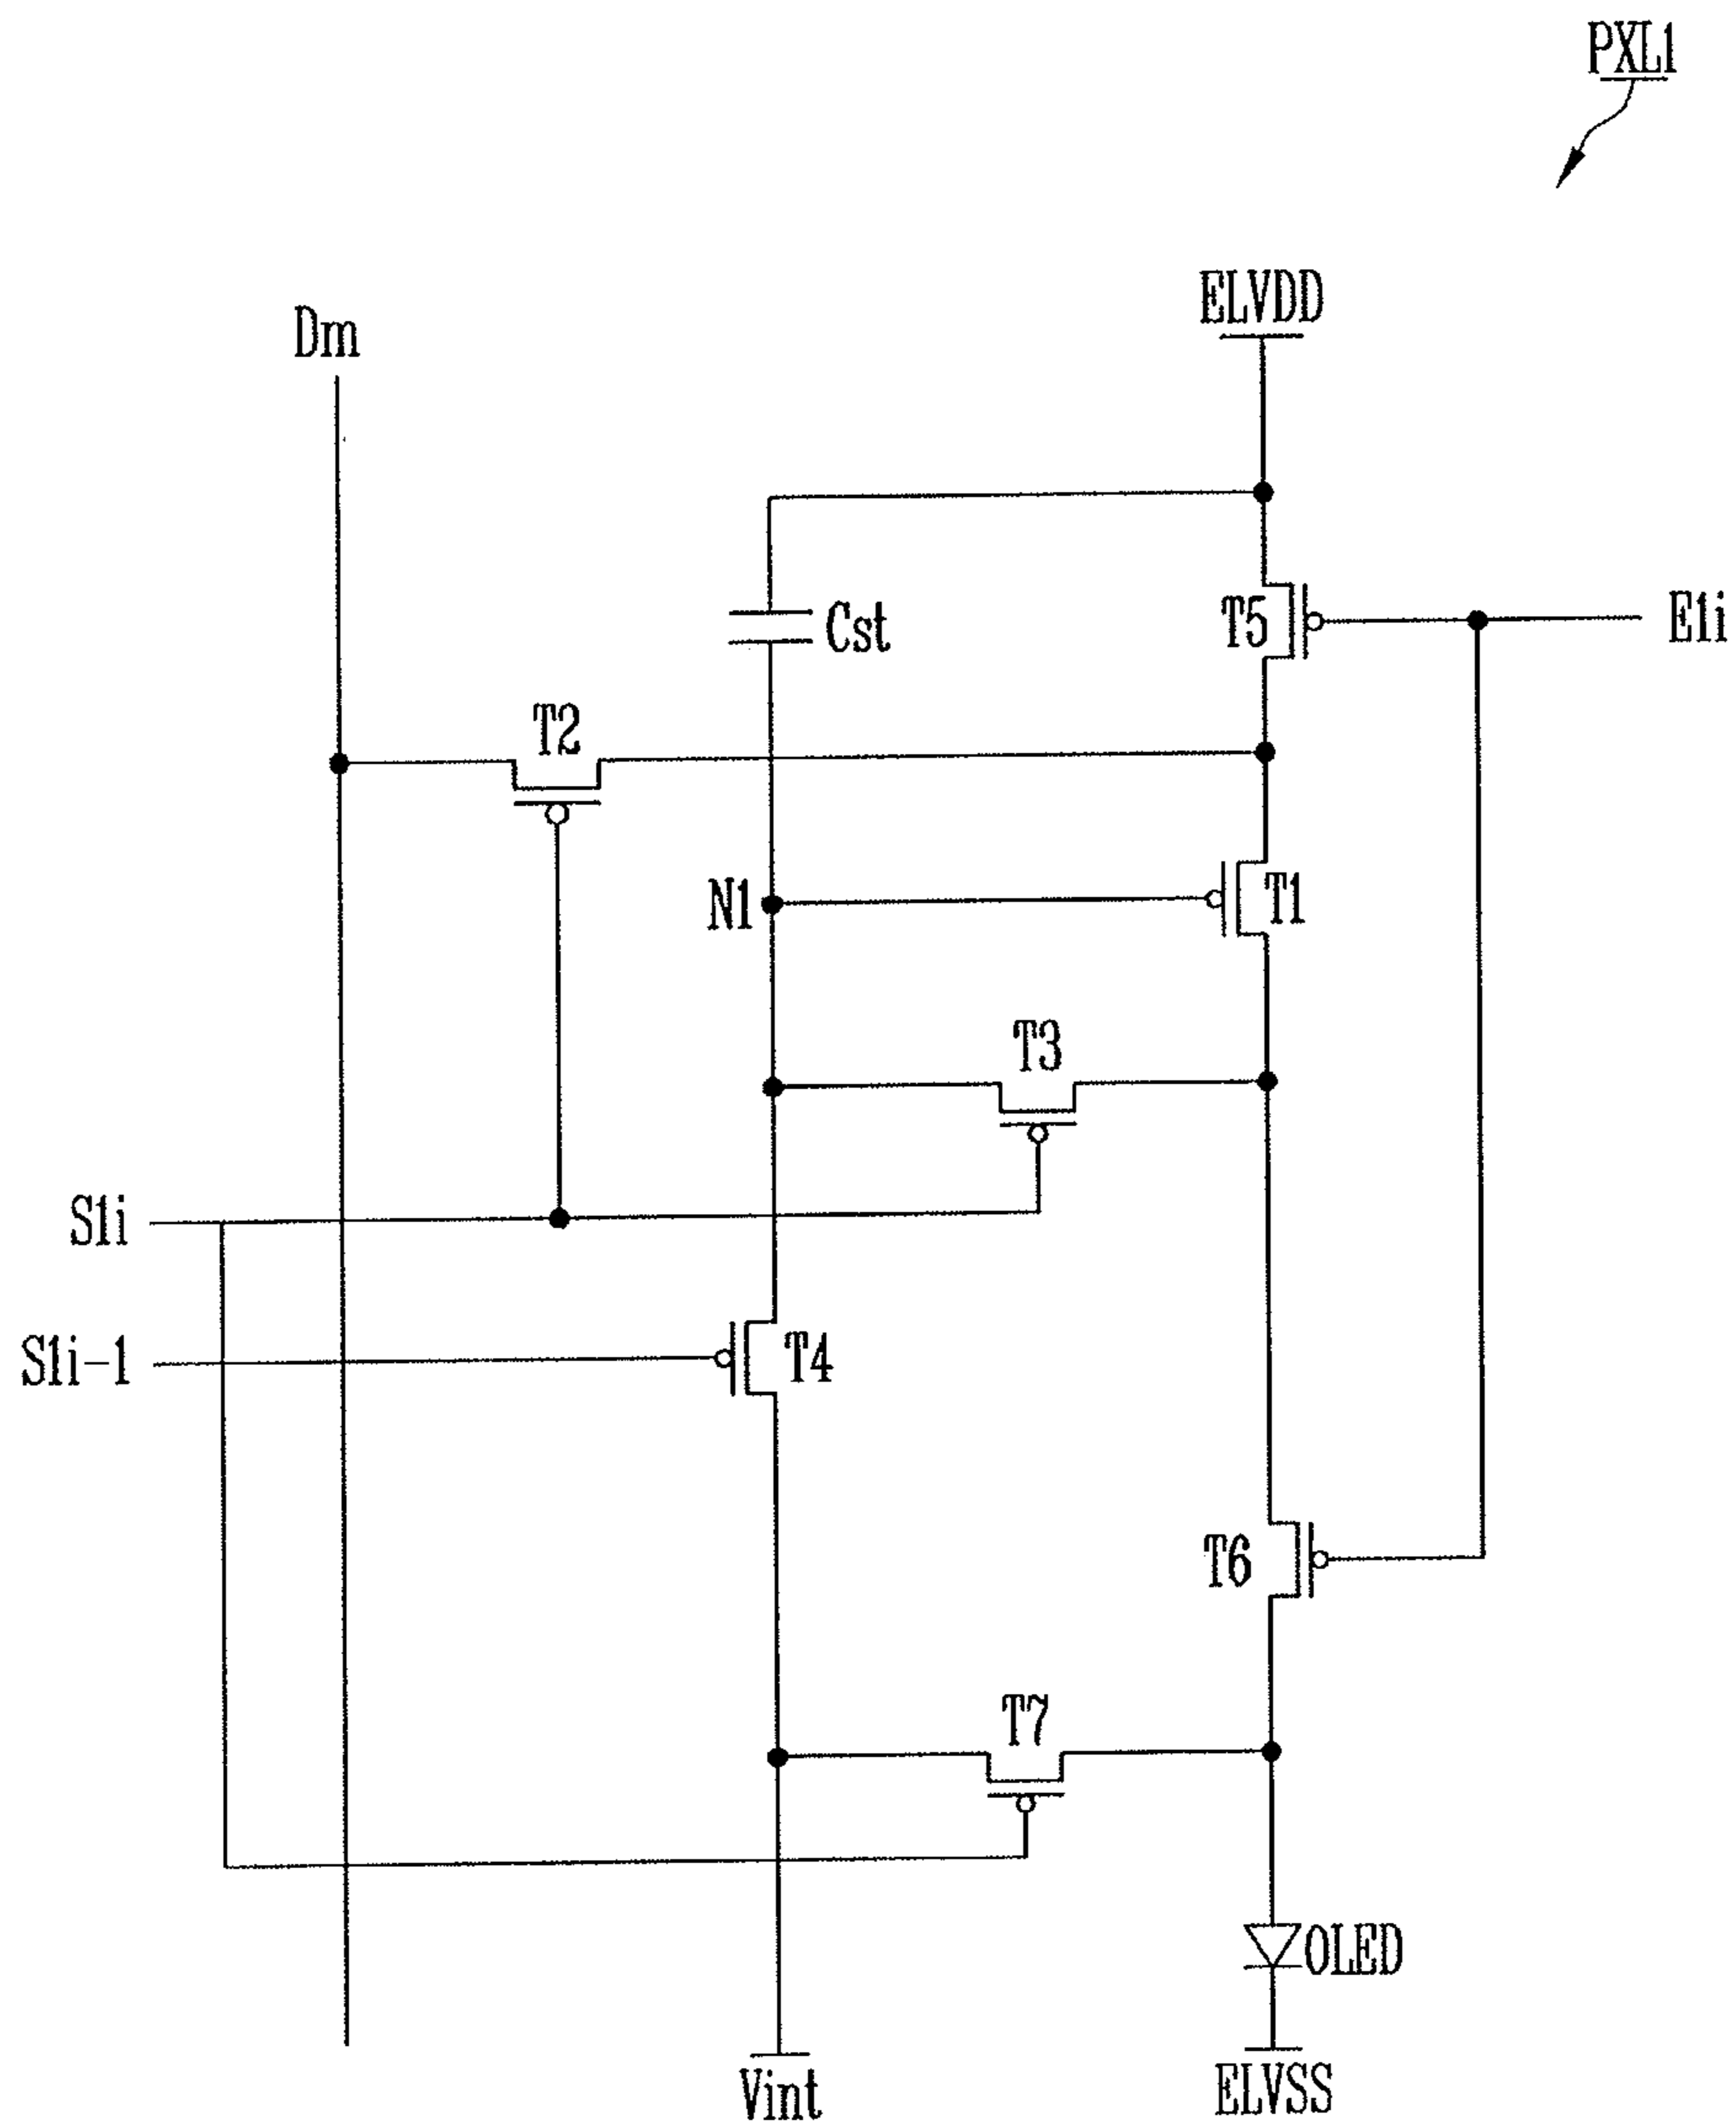 PXL1
ELVDD
Dm
Cst
T5
E1i
T2
N1
T1
T3
S1i
S1i-1
T4
T6
T7
OLED
Vint
ELVSS